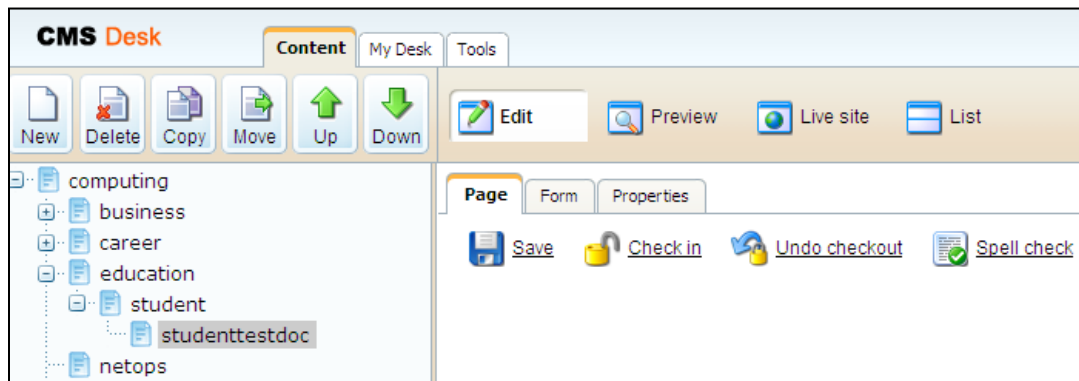 CMS Desk
Content My Desk Tools
New Delete Copy Move Up Down
Edit Preview Live site List
computing
business
career
education
student
studenttestdoc
netops
Page Form Properties
Save Check in Undo checkout Spell check